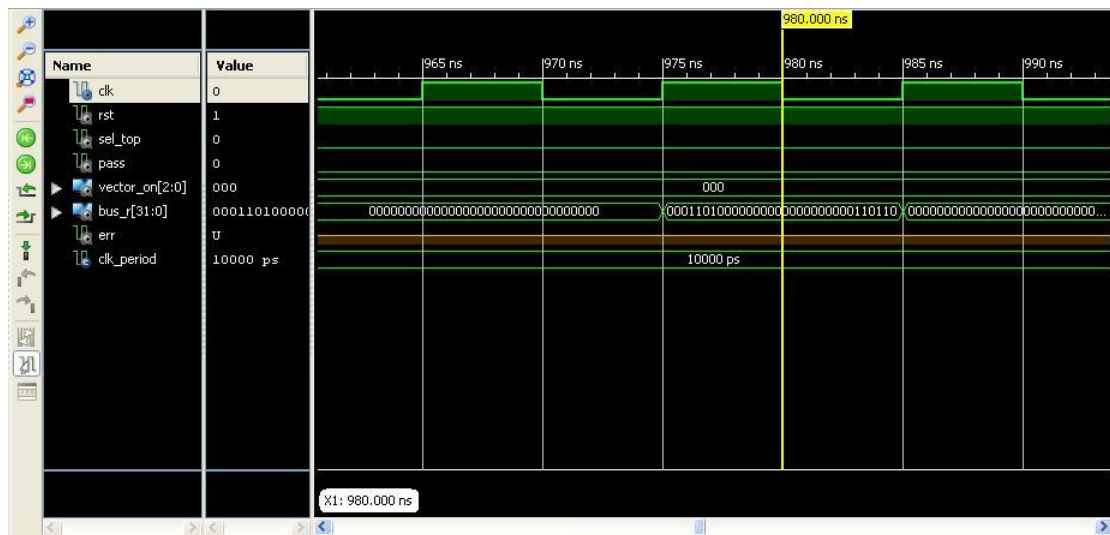 980.000 ns
Name Value
965 ns 970 ns 975 ns 980 ns 985 ns 990 ns
clk 0
rst 1
sel_top 0
pass 0
vector_on[2:0] 000 000
bus_r[31:0] 000110100000 00000000000000000000000000000000 00011010000000000000000000110110 0000000000000000000000000...
err U
clk_period 10000 ps 10000 ps
X1: 980.000 ns